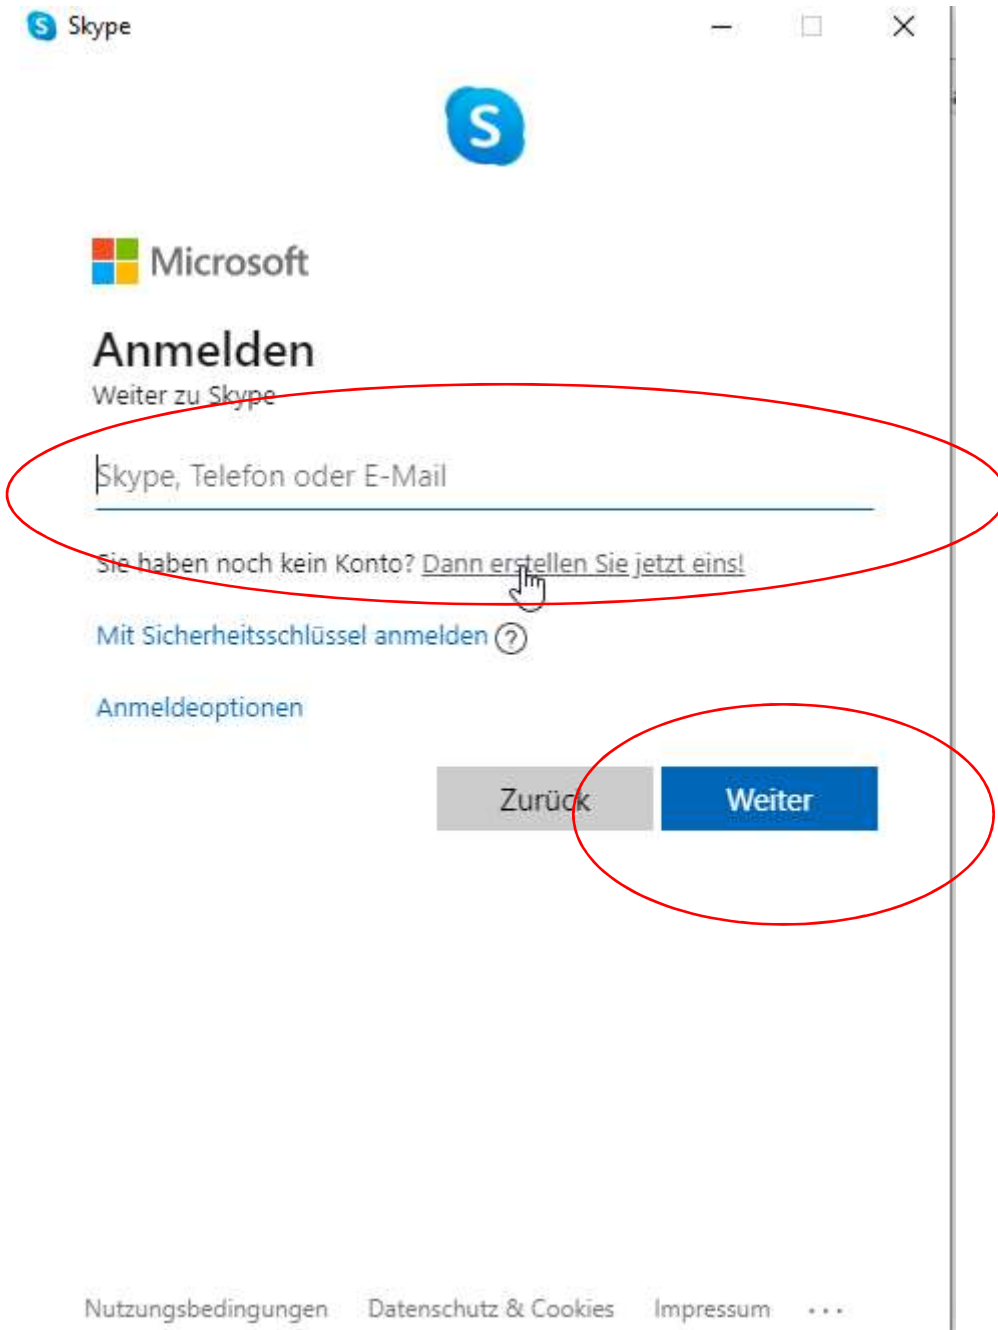 Skype
Microsoft
Anmelden
Weiter zu Skype
Skype, Telefon oder E-Mail
Sie haben noch kein Konto? Dann erstellen Sie jetzt eins!
Mit Sicherheitsschlüssel anmelden
Anmeldeoptionen
Zurück Weiter
Nutzungsbedingungen Datenschutz & Cookies Impressum ...